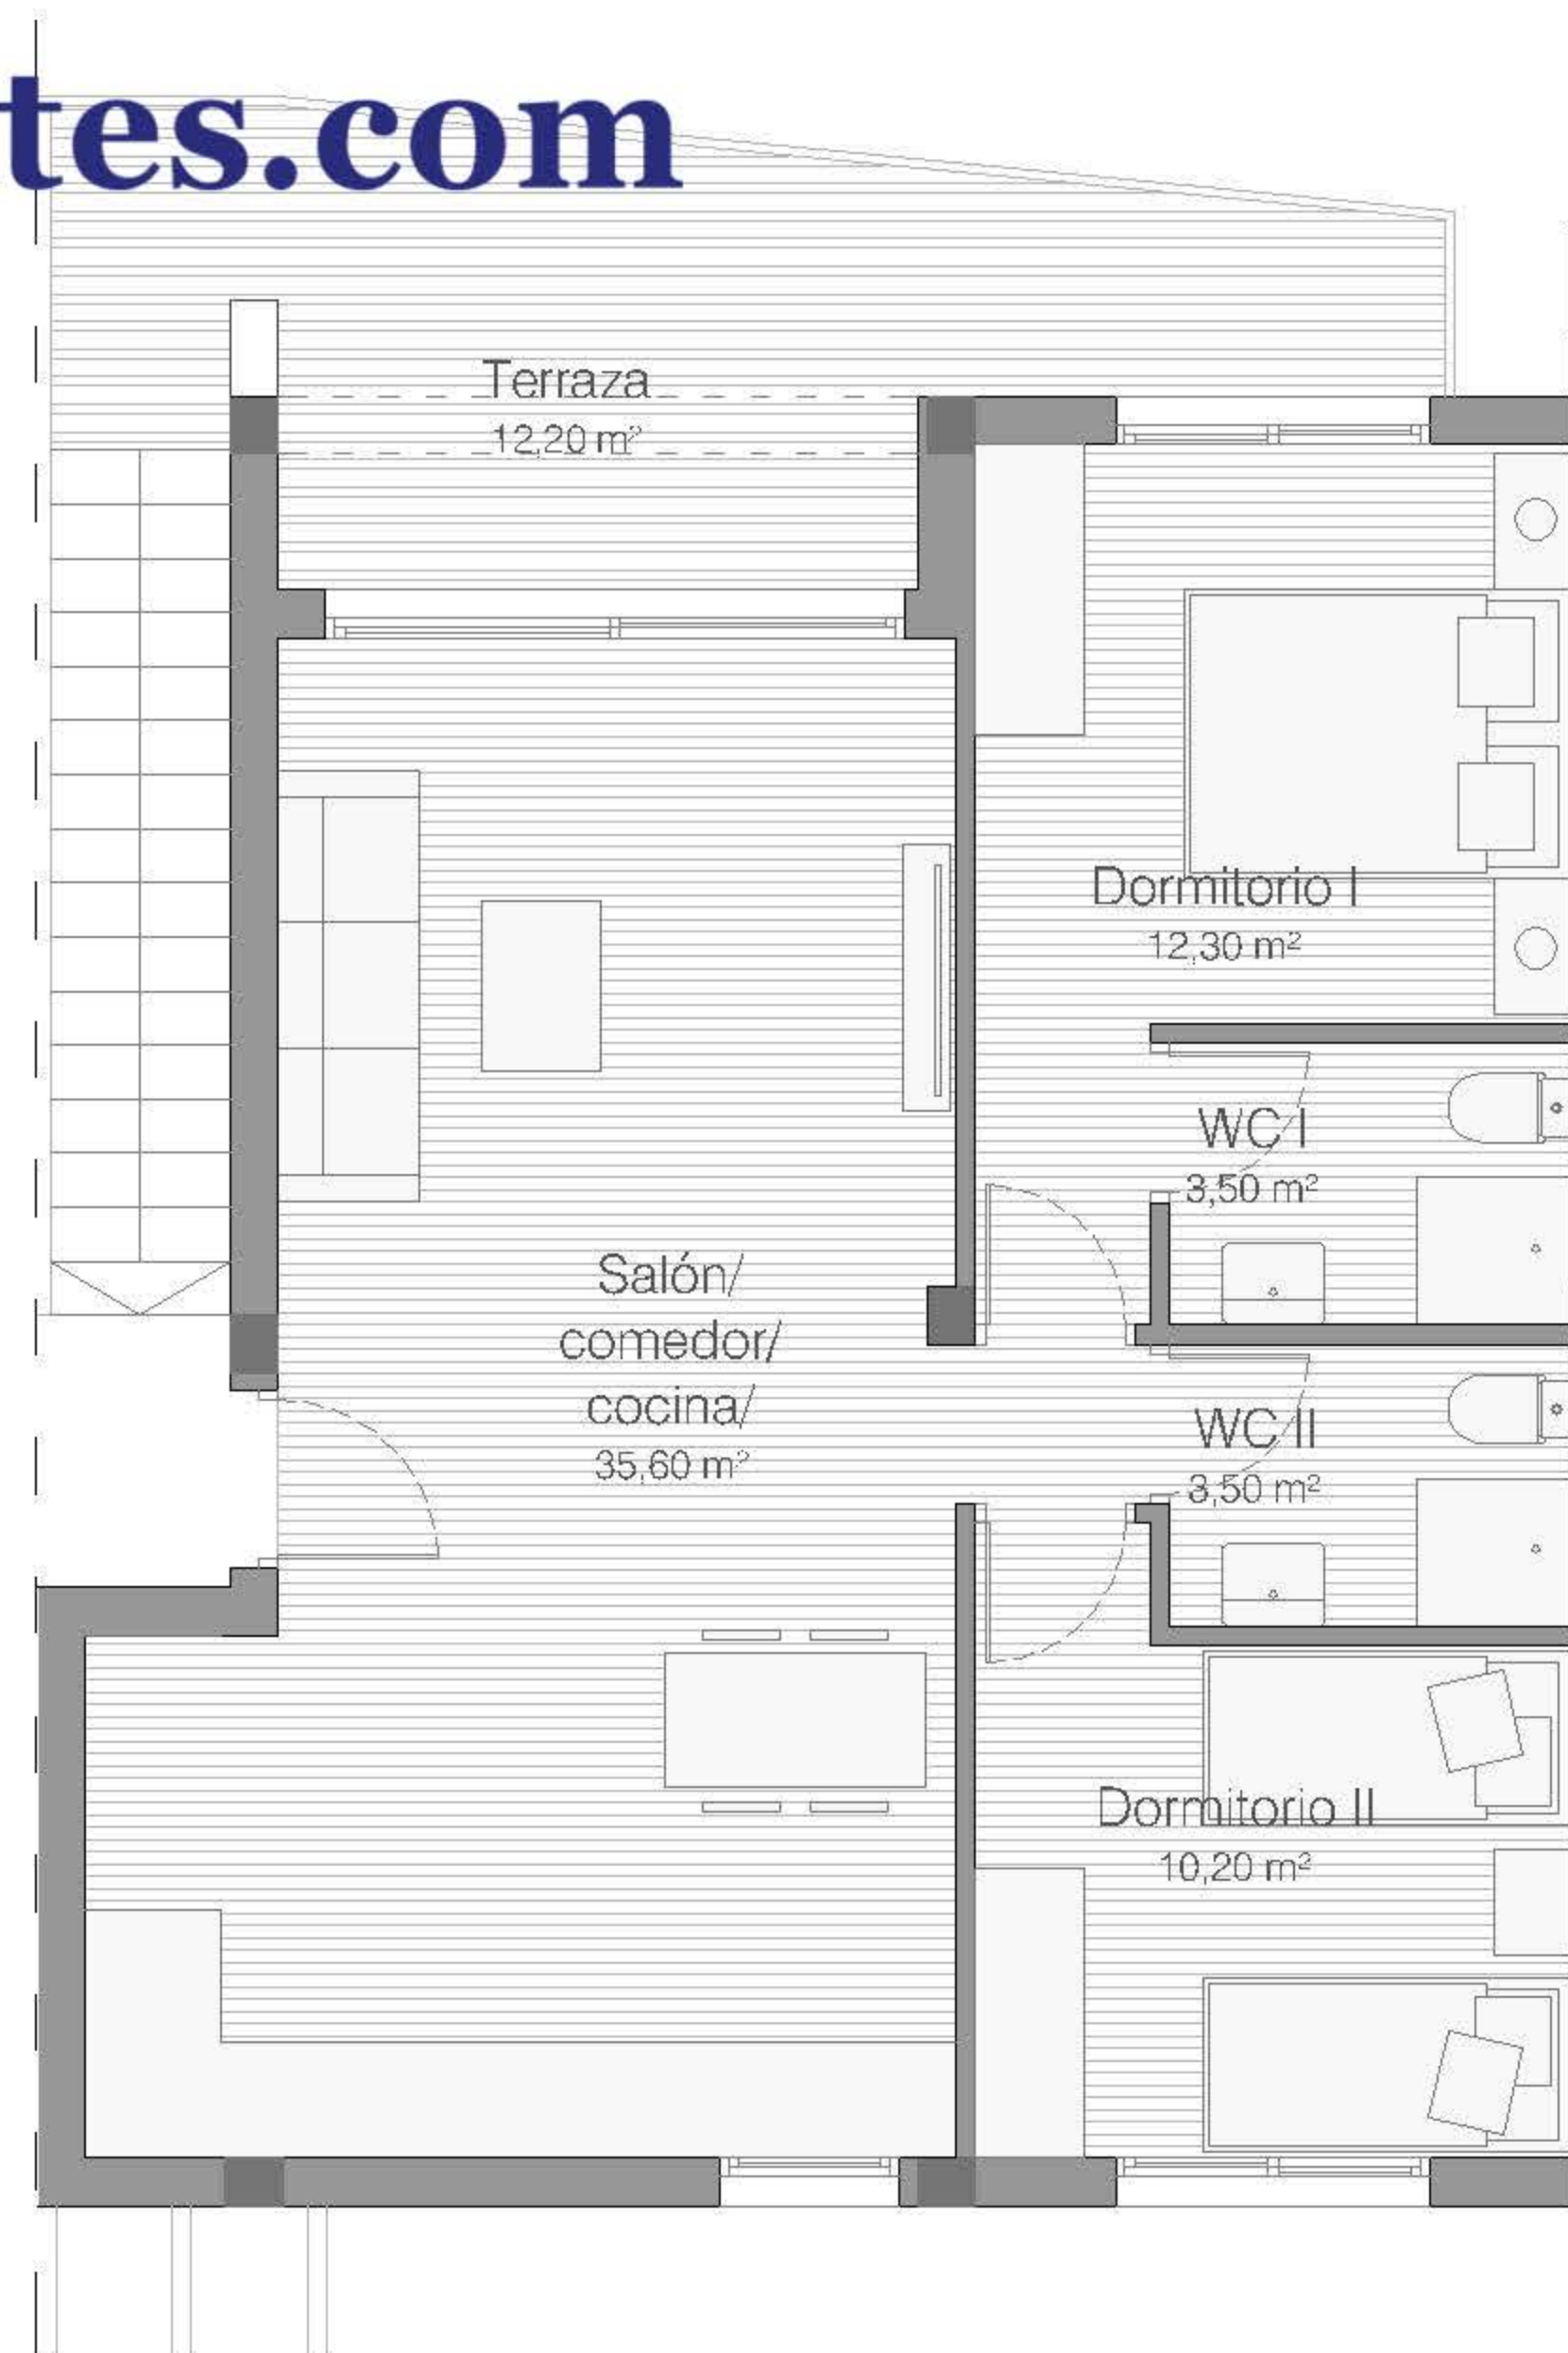 tes.com
Terraza
12,20 m²
Dormitorio I
12,30 m²
WC I
3,50 m²
Salón/
comedor/
cocina/
35,60 m²
WC II
3,50 m²
Dormitorio II
10,20 m²